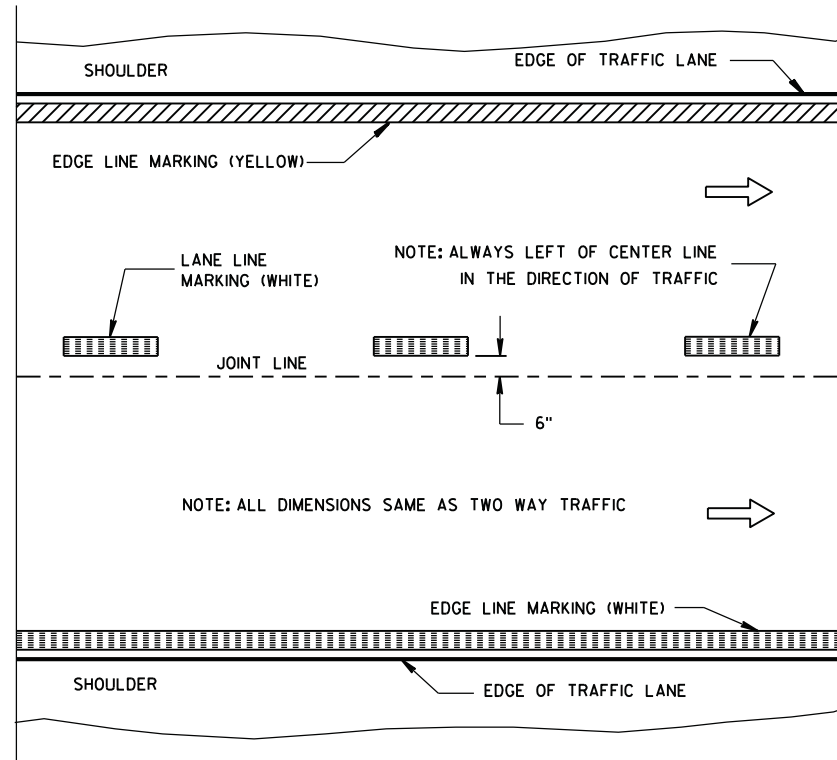 EDGE OF TRAFFIC LANE
SHOULDER
EDGE LINE MARKING (YELLOW)
NOTE: ALWAYS LEFT OF CENTER LINE
IN THE DIRECTION OF TRAFFIC
LANE LINE
MARKING (WHITE)
JOINT LINE
6"
NOTE: ALL DIMENSIONS SAME AS TWO WAY TRAFFIC
EDGE LINE MARKING (WHITE)
SHOULDER
EDGE OF TRAFFIC LANE